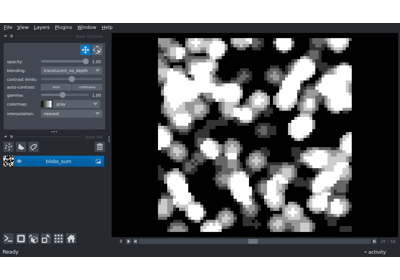 File View Layers Plugins Window Help
opacity: 1.00
blending: translucent_no_depth
contrast limits:
auto-contrast: once continuous
gamma: 1.00
colormap: gray
interpolation: nearest
blobs_sum
Ready
activity